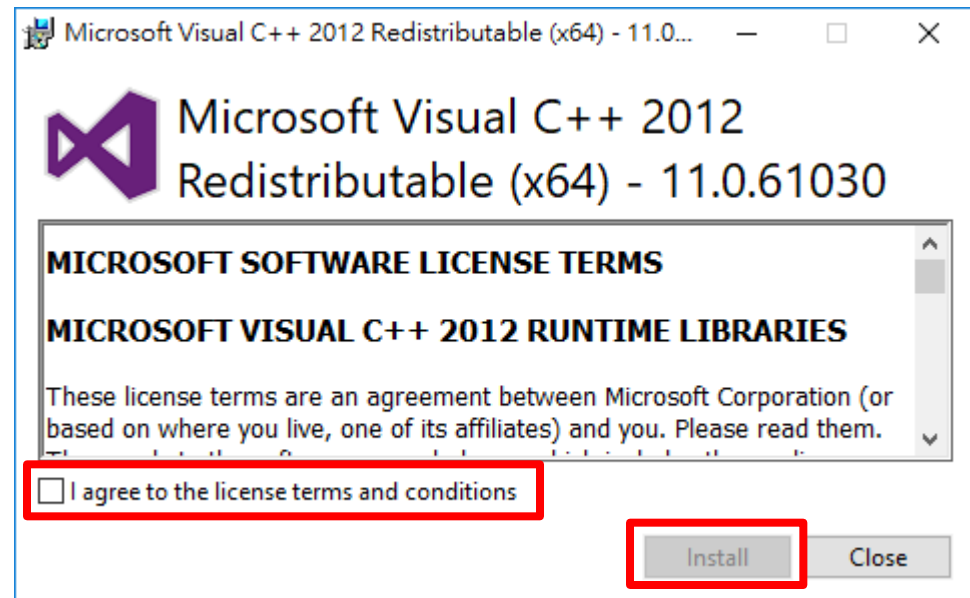 Microsoft Visual C++ 2012 Redistributable (x64) - 11.0...
Microsoft Visual C++ 2012
Redistributable (x64) - 11.0.61030
MICROSOFT SOFTWARE LICENSE TERMS
MICROSOFT VISUAL C++ 2012 RUNTIME LIBRARIES
These license terms are an agreement between Microsoft Corporation (or
based on where you live, one of its affiliates) and you. Please read them.
I agree to the license terms and conditions
Install Close